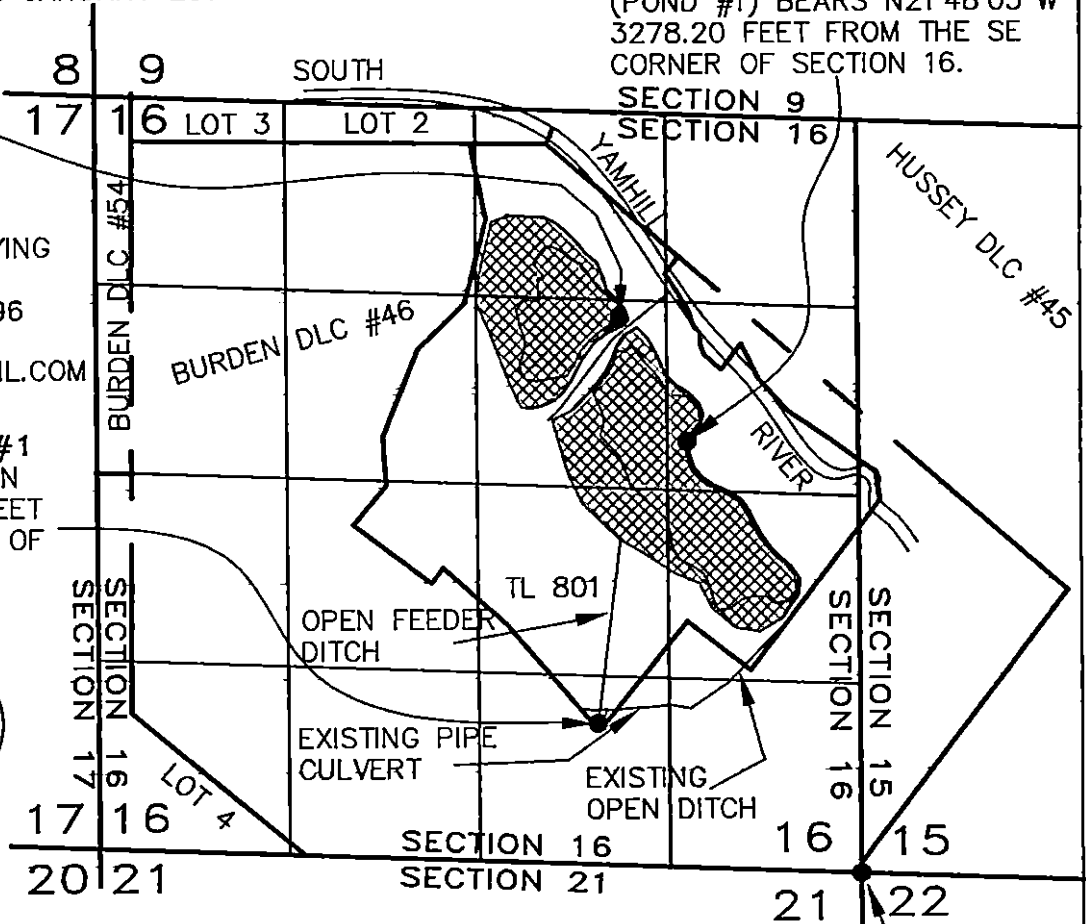 (POND #1) BEARS N21°48'05"W
3278.20 FEET FROM THE SE
CORNER OF SECTION 16.
8 9
SOUTH
SECTION 9
17 16 LOT 3 LOT 2
SECTION 16
YAMHILL
HUSSEY DLC #45
BURDEN DLC #54
YING
96
BURDEN DLC #46
IL.COM
#1
N
EET
OF
RIVER
TL 801
OPEN FEEDER
DITCH
SECTION 17
SECTION 16
SECTION 16
SECTION 15
EXISTING PIPE
CULVERT
EXISTING
OPEN DITCH
LOT 4
17 16
SECTION 16
16 15
20 21
SECTION 21
21 22